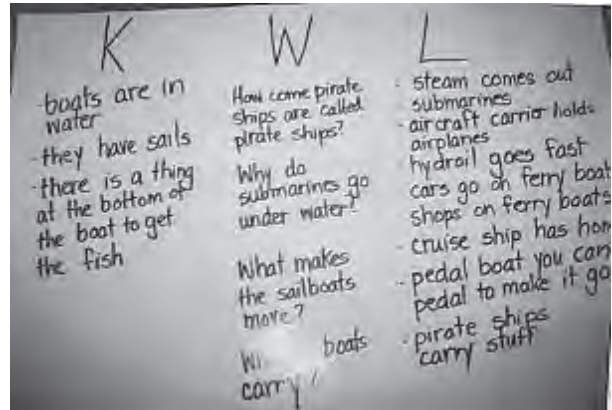 K
-boats are in
water
-they have sails
-there is a thing
at the bottom of
the boat to get
the fish
W
How come pirate
ships are called
pirate ships?
Why do
submarines go
under water?
What makes
the sailboats
move?
boats
carry
L
- steam comes out
submarines
- aircraft carrier holds
airplanes
hydroil goes fast
cars go on ferry boat
shops on ferry boats
- cruise ship has
- pedal boat you can
pedal to make it go
- pirate ships
carry stuff